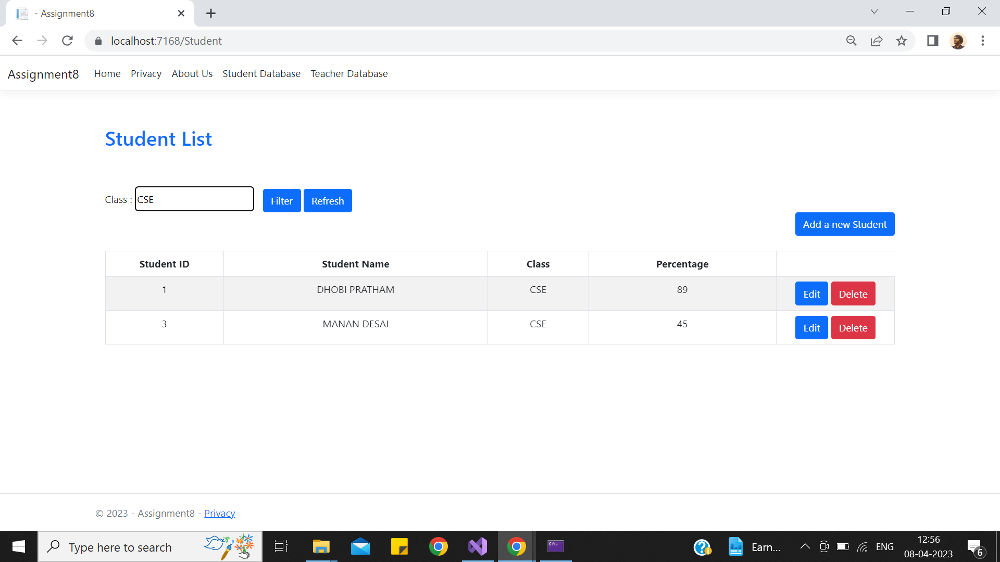 - Assignment8
localhost:7168/Student
Assignment8 Home Privacy About Us Student Database Teacher Database
Student List
Class : CSE Filter Refresh
Add a new Student
Student ID Student Name Class Percentage
1 DHOBI PRATHAM CSE 89 Edit Delete
3 MANAN DESAI CSE 45 Edit Delete
© 2023 - Assignment8 - Privacy
Type here to search
Earn...
ENG
12:56
08-04-2023
6